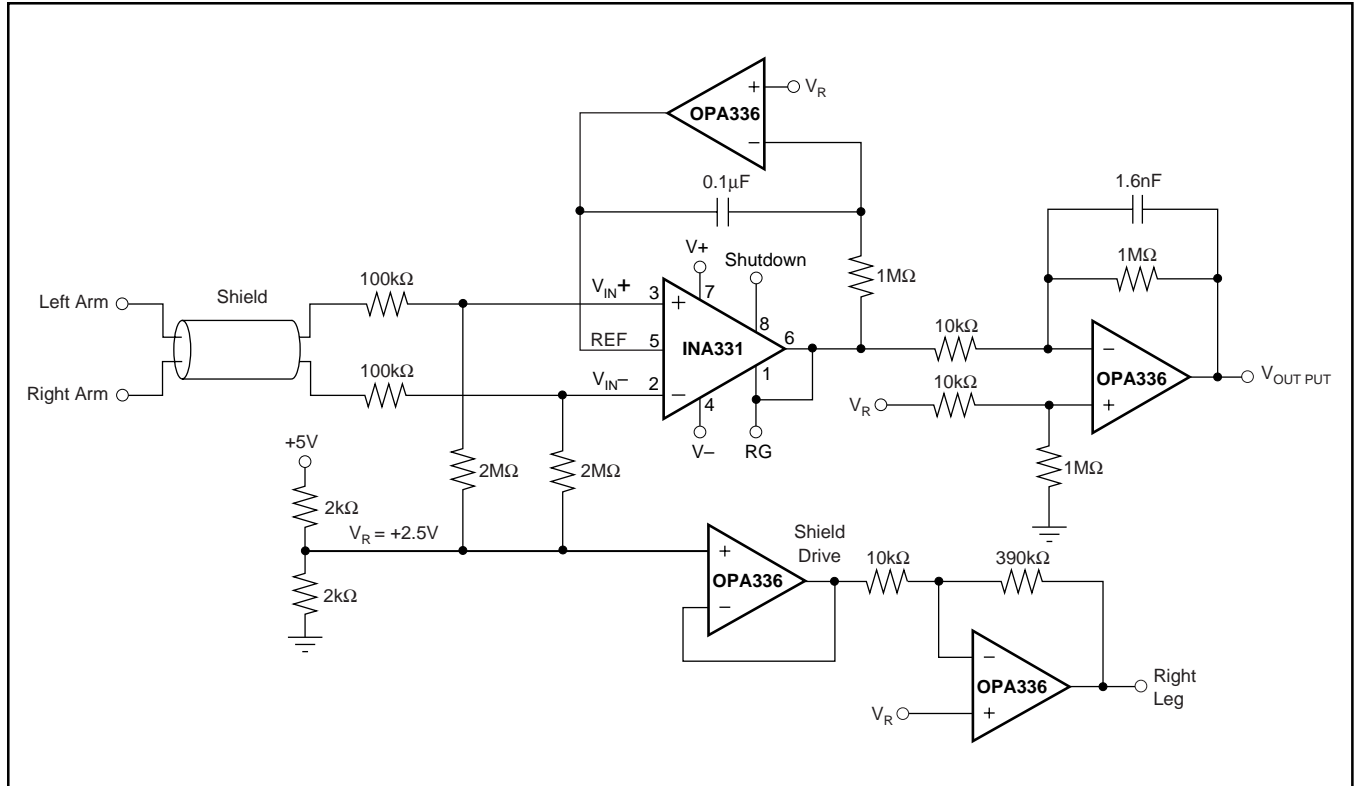 +
V_R
OPA336
−
0.1µF
1.6nF
V+
Shutdown
1MΩ
1MΩ
100kΩ
V_IN+
3
+
7
Left Arm
Shield
8
10kΩ
REF
5
INA331
6
−
OPA336
V_OUT PUT
100kΩ
V_IN−
2
−
1
10kΩ
+
Right Arm
4
V_R
V−
RG
+5V
2MΩ
2MΩ
1MΩ
2kΩ
V_R = +2.5V
+
Shield
Drive
10kΩ
390kΩ
OPA336
2kΩ
−
−
OPA336
Right
Leg
V_R
+